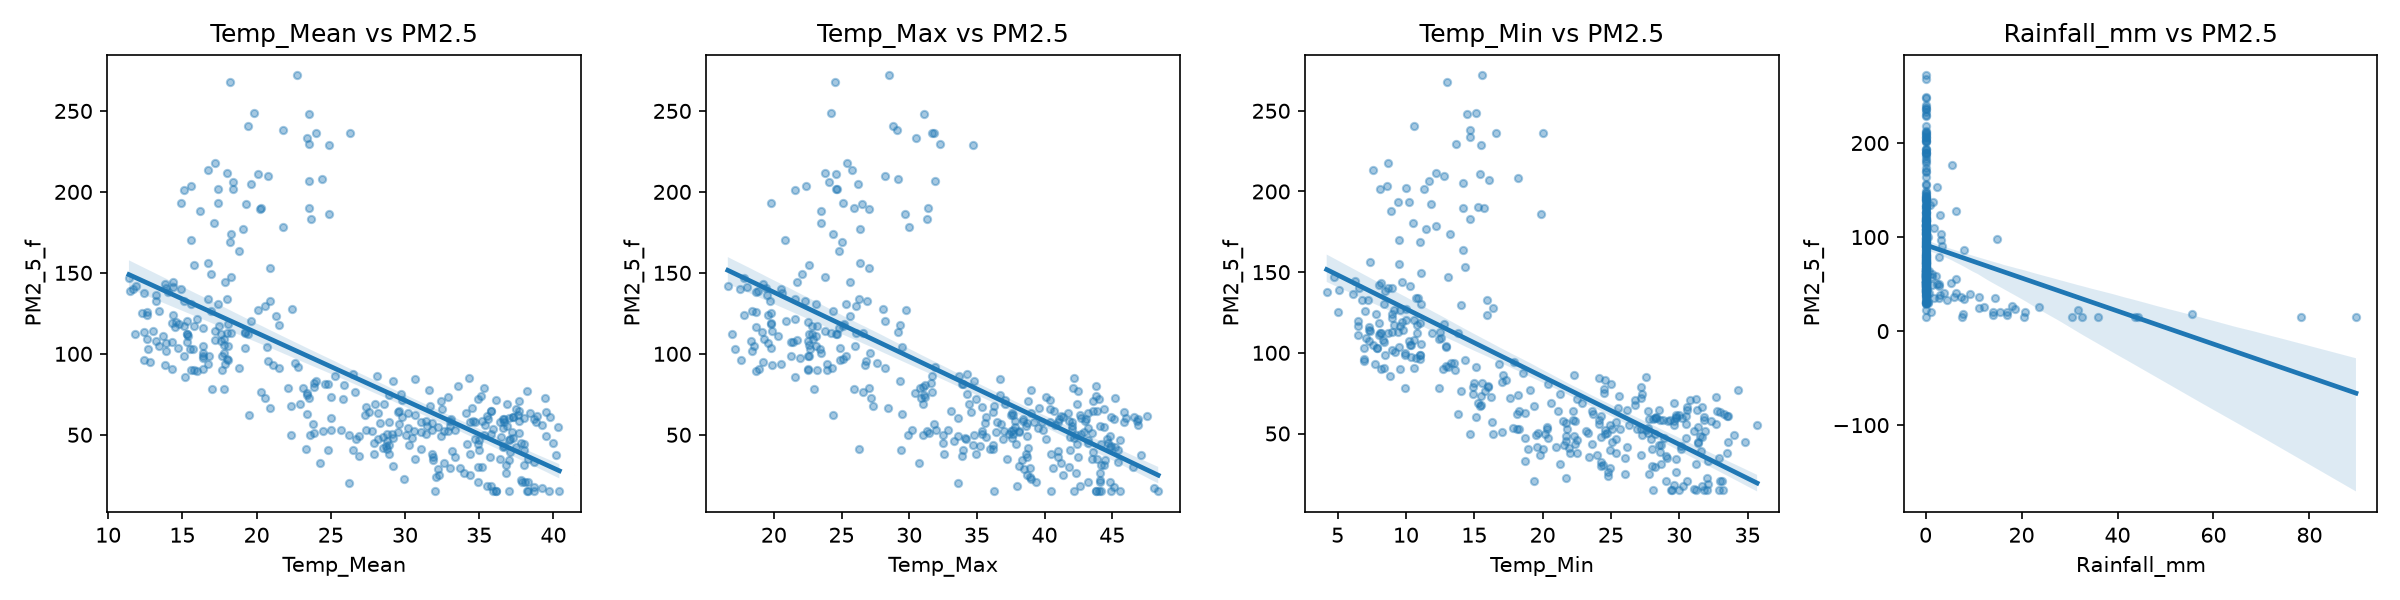 Temp_Mean vs PM2.5
PM2_5_f
250
200
150
100
50
10 15 20 25 30 35 40
Temp_Mean
Temp_Max vs PM2.5
PM2_5_f
250
200
150
100
50
20 25 30 35 40 45
Temp_Max
Temp_Min vs PM2.5
PM2_5_f
250
200
150
100
50
5 10 15 20 25 30 35
Temp_Min
Rainfall_mm vs PM2.5
PM2_5_f
200
100
0
−100
0 20 40 60 80
Rainfall_mm